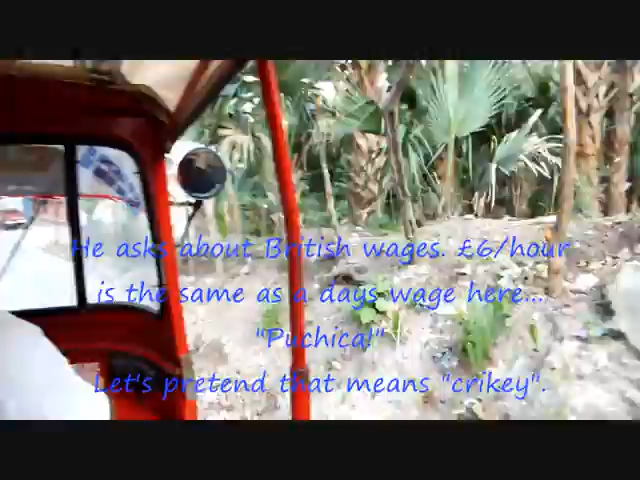 He asks about British wages. £6/hour
is the same as a days wage here...
"Puchica!"
Let's pretend that means "crikey".